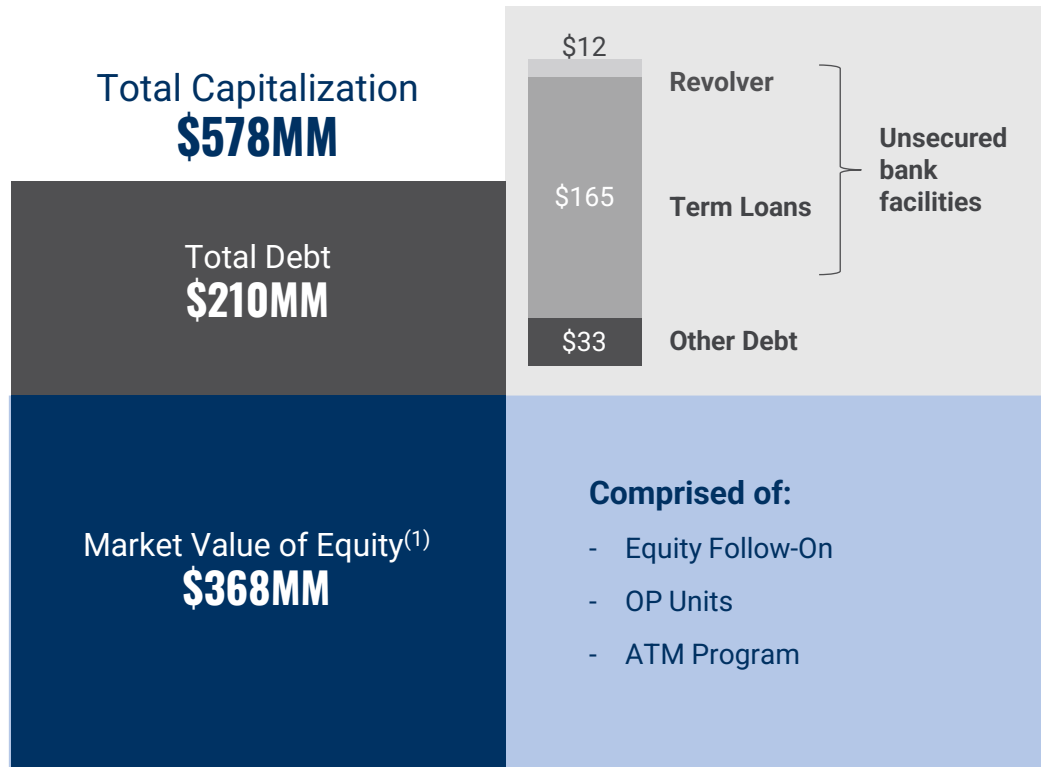 Total Capitalization
$578MM
Total Debt
$210MM
Market Value of Equity(1)
$368MM
$12
Revolver
$165
Term Loans
Unsecured
bank
facilities
$33
Other Debt
Comprised of:
- Equity Follow-On
- OP Units
- ATM Program